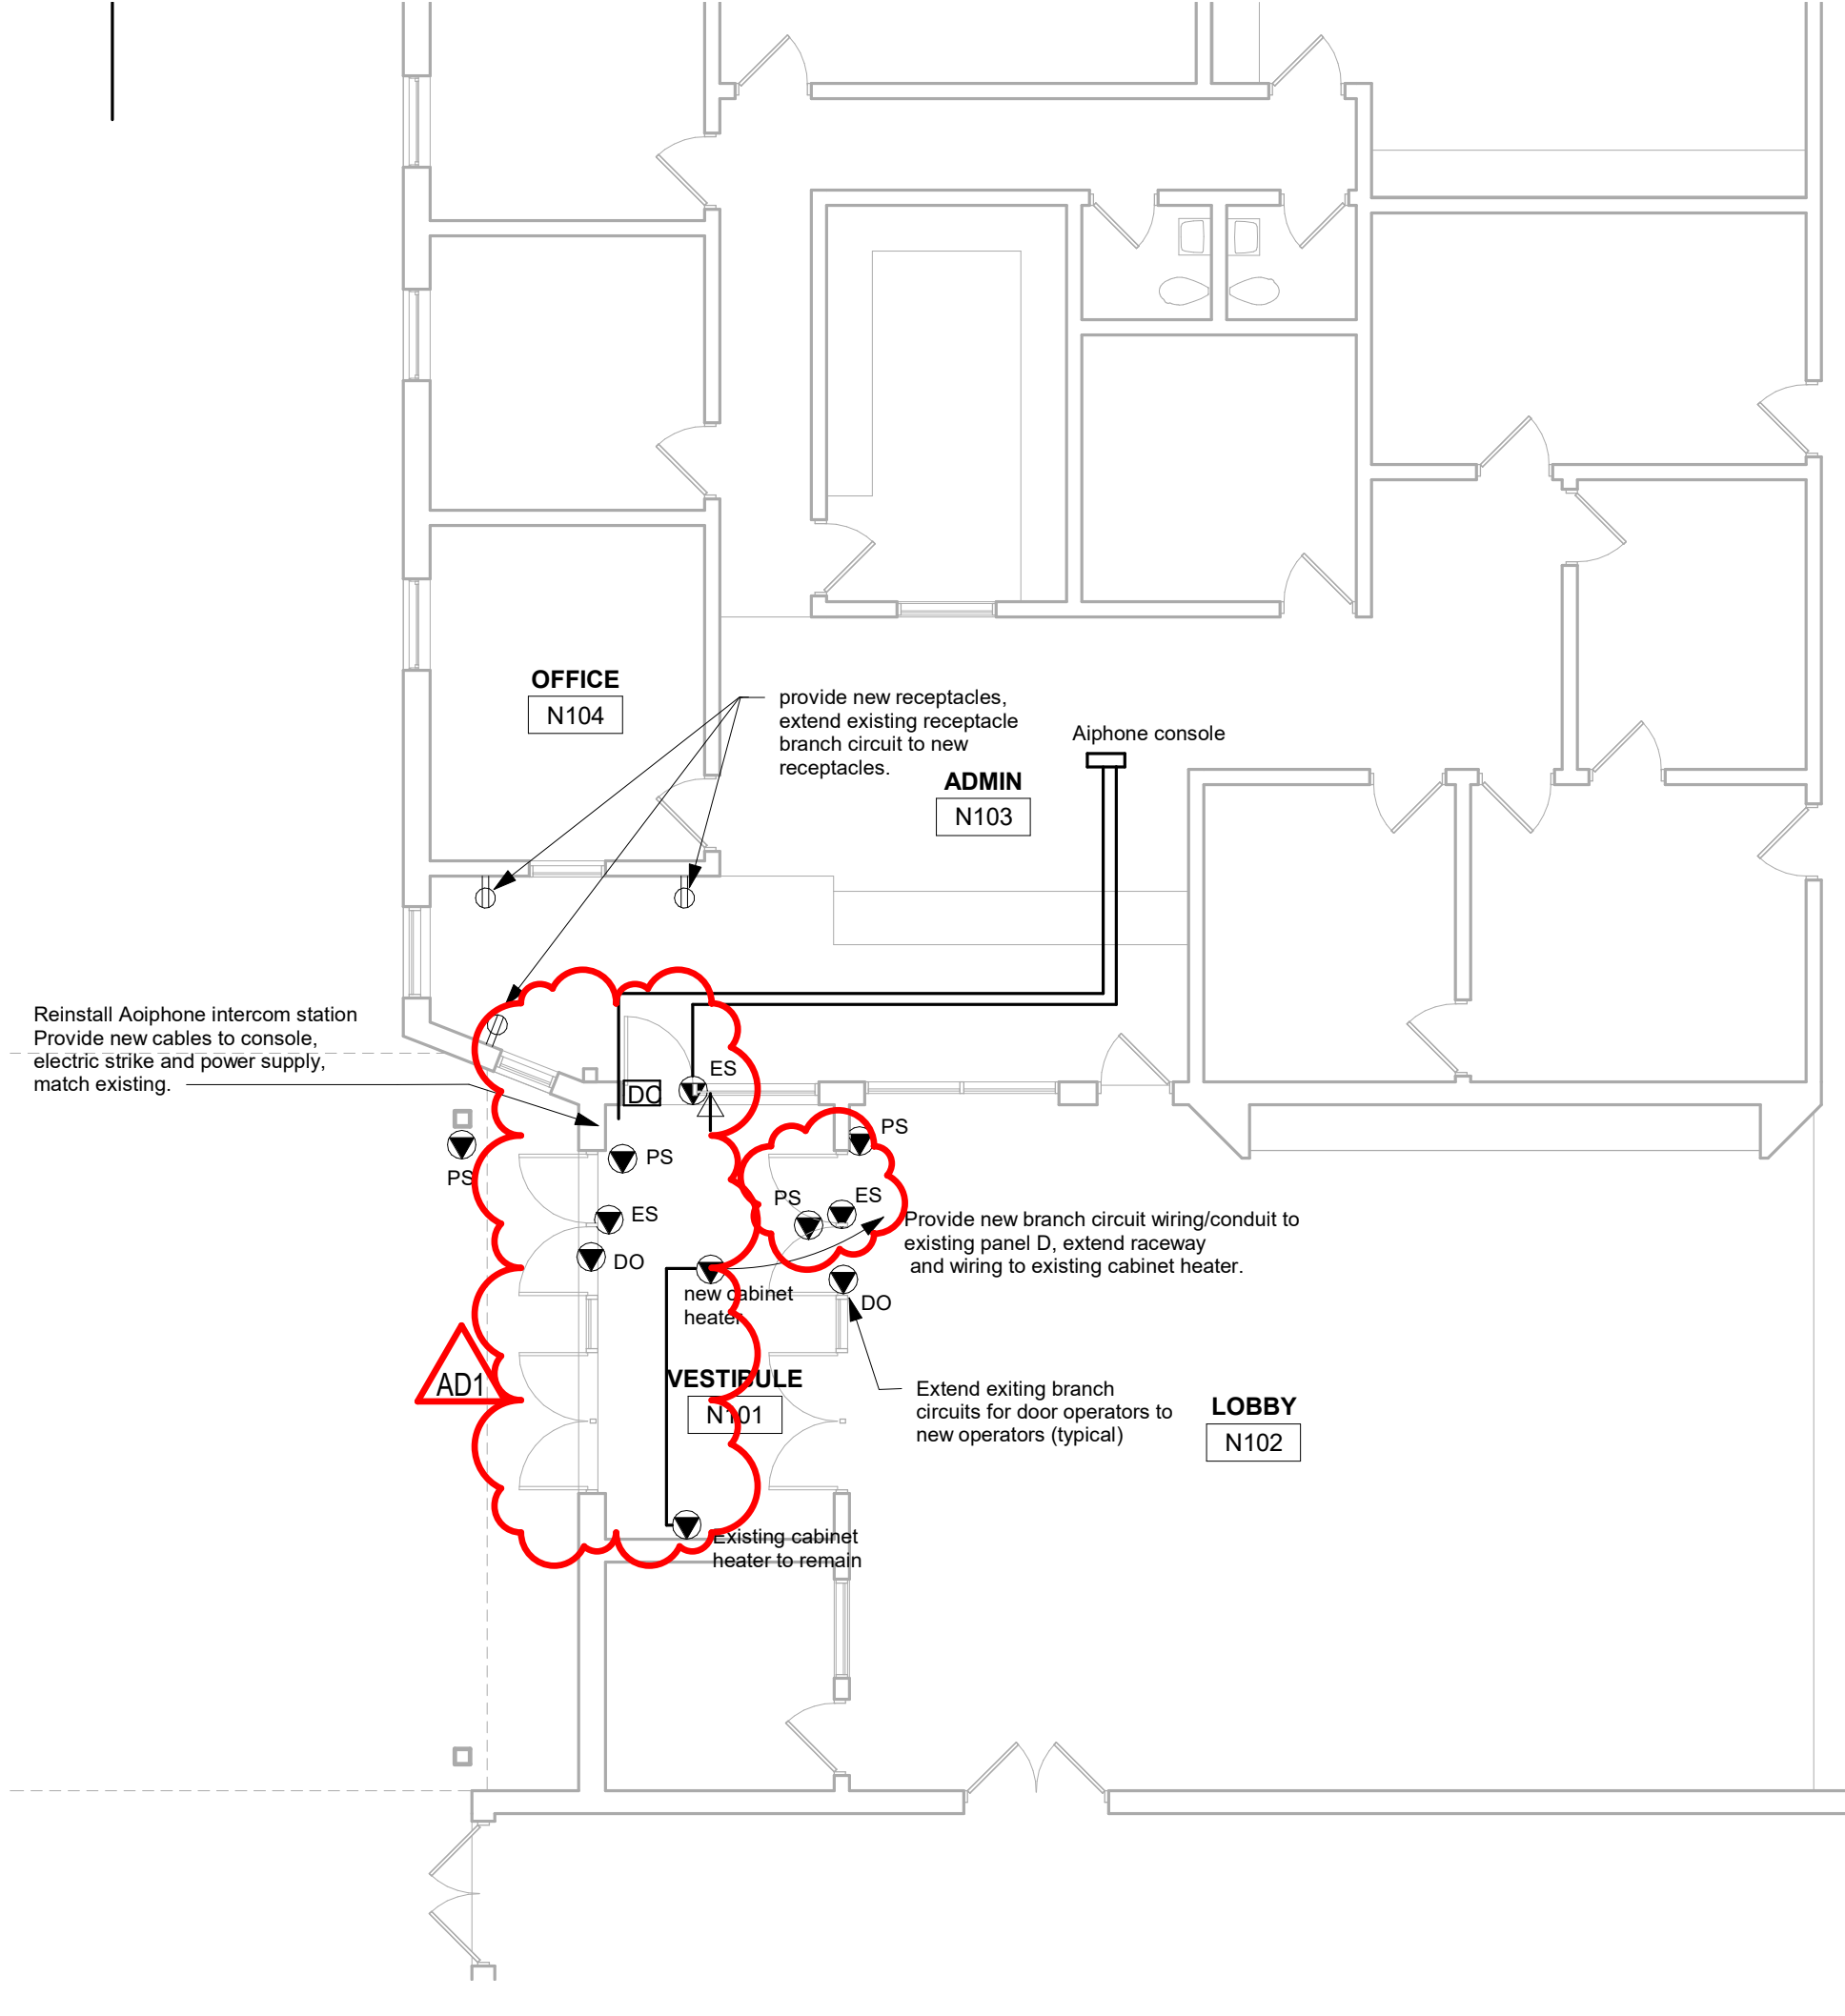 OFFICE
N104
provide new receptacles,
extend existing receptacle
branch circuit to new
receptacles.
Aiphone console
ADMIN
N103
Reinstall Aoiphone intercom station
Provide new cables to console,
electric strike and power supply,
match existing.
ES
DO
PS
PS
PS
PS
ES
ES
DO
Provide new branch circuit wiring/conduit to
existing panel D, extend raceway
and wiring to existing cabinet heater.
new cabinet
heater
DO
AD1
VESTIBULE
N101
Extend exiting branch
circuits for door operators to
new operators (typical)
LOBBY
N102
Existing cabinet
heater to remain